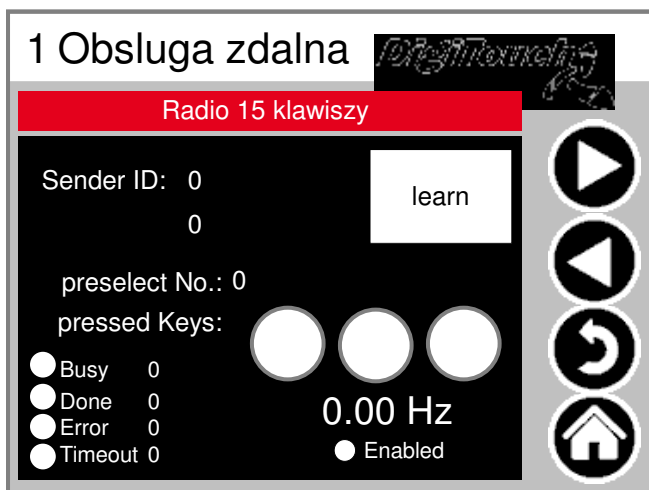 1 Obsluga zdalna
DigiTouch
Radio 15 klawiszy
Sender ID: 0
0
learn
preselect No.: 0
pressed Keys:
Busy 0
Done 0
Error 0
Timeout 0
0.00 Hz
Enabled